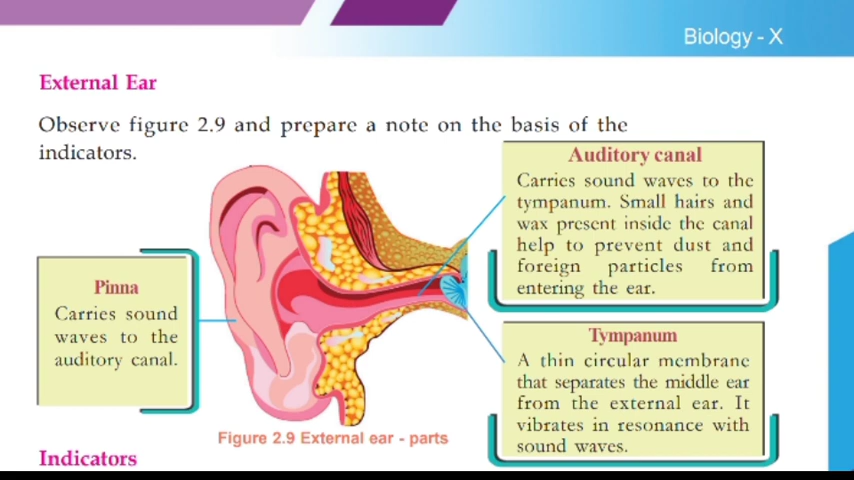 Biology - X
External Ear
Observe figure 2.9 and prepare a note on the basis of the
indicators.
Auditory canal
Carries sound waves to the
tympanum. Small hairs and
wax present inside the canal
help to prevent dust and
foreign particles from
entering the ear.
Pinna
Carries sound
waves to the
auditory canal.
Tympanum
A thin circular membrane
that separates the middle ear
from the external ear. It
vibrates in resonance with
sound waves.
Figure 2.9 External ear - parts
Indicators